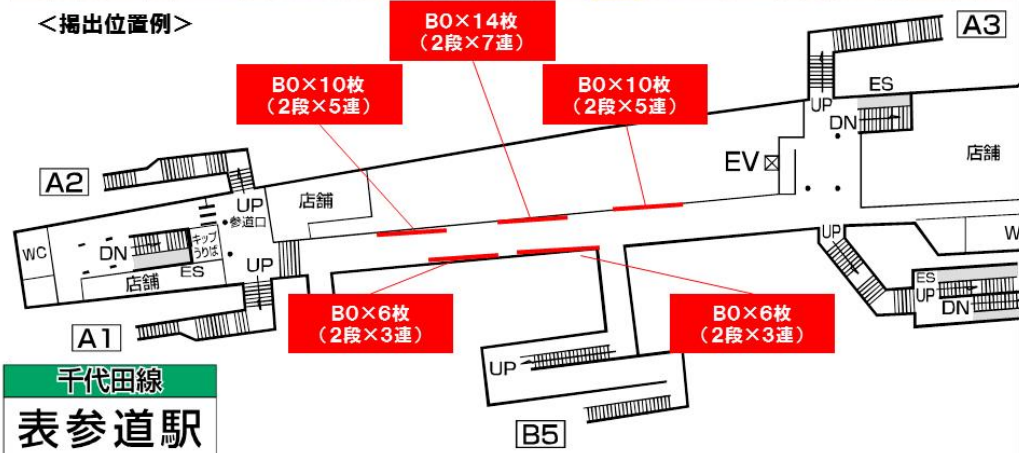 ＜掲出位置例＞
B0×14枚
（2段×7連）
A3
B0×10枚
（2段×5連）
B0×10枚
（2段×5連）
ES
UP
DN
EV
店舗
A2
UP
店舗
参道口
WC
DN
キップ
うりば
ES
UP
店舗
UP
W
ES
UP
DN
B0×6枚
（2段×3連）
B0×6枚
（2段×3連）
A1
UP
千代田線
表参道駅
B5